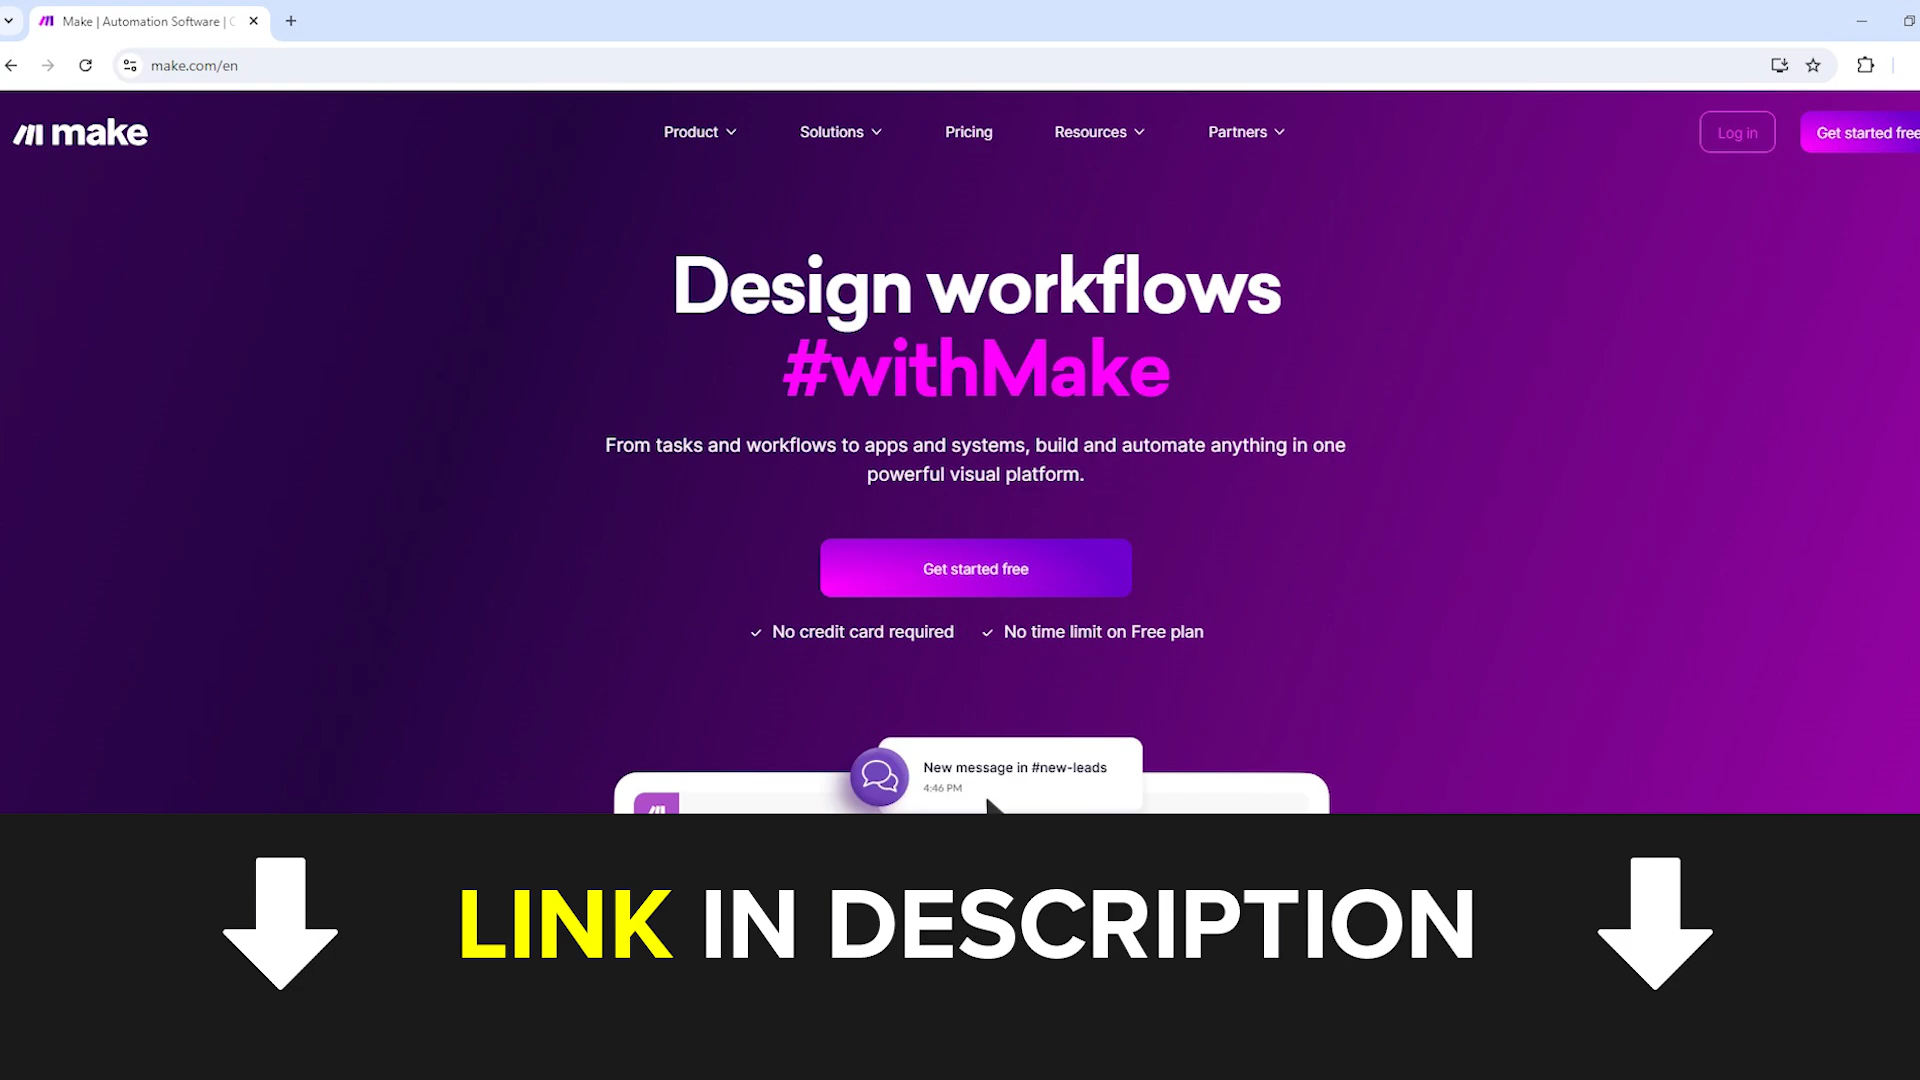 Make | Automation Software |
make.com/en
make
Product
Solutions
Pricing
Resources
Partners
Log in
Get started free
Design workflows
#withMake
From tasks and workflows to apps and systems, build and automate anything in one
powerful visual platform.
Get started free
No credit card required
No time limit on Free plan
New message in #new-leads
4:46 PM
LINK IN DESCRIPTION